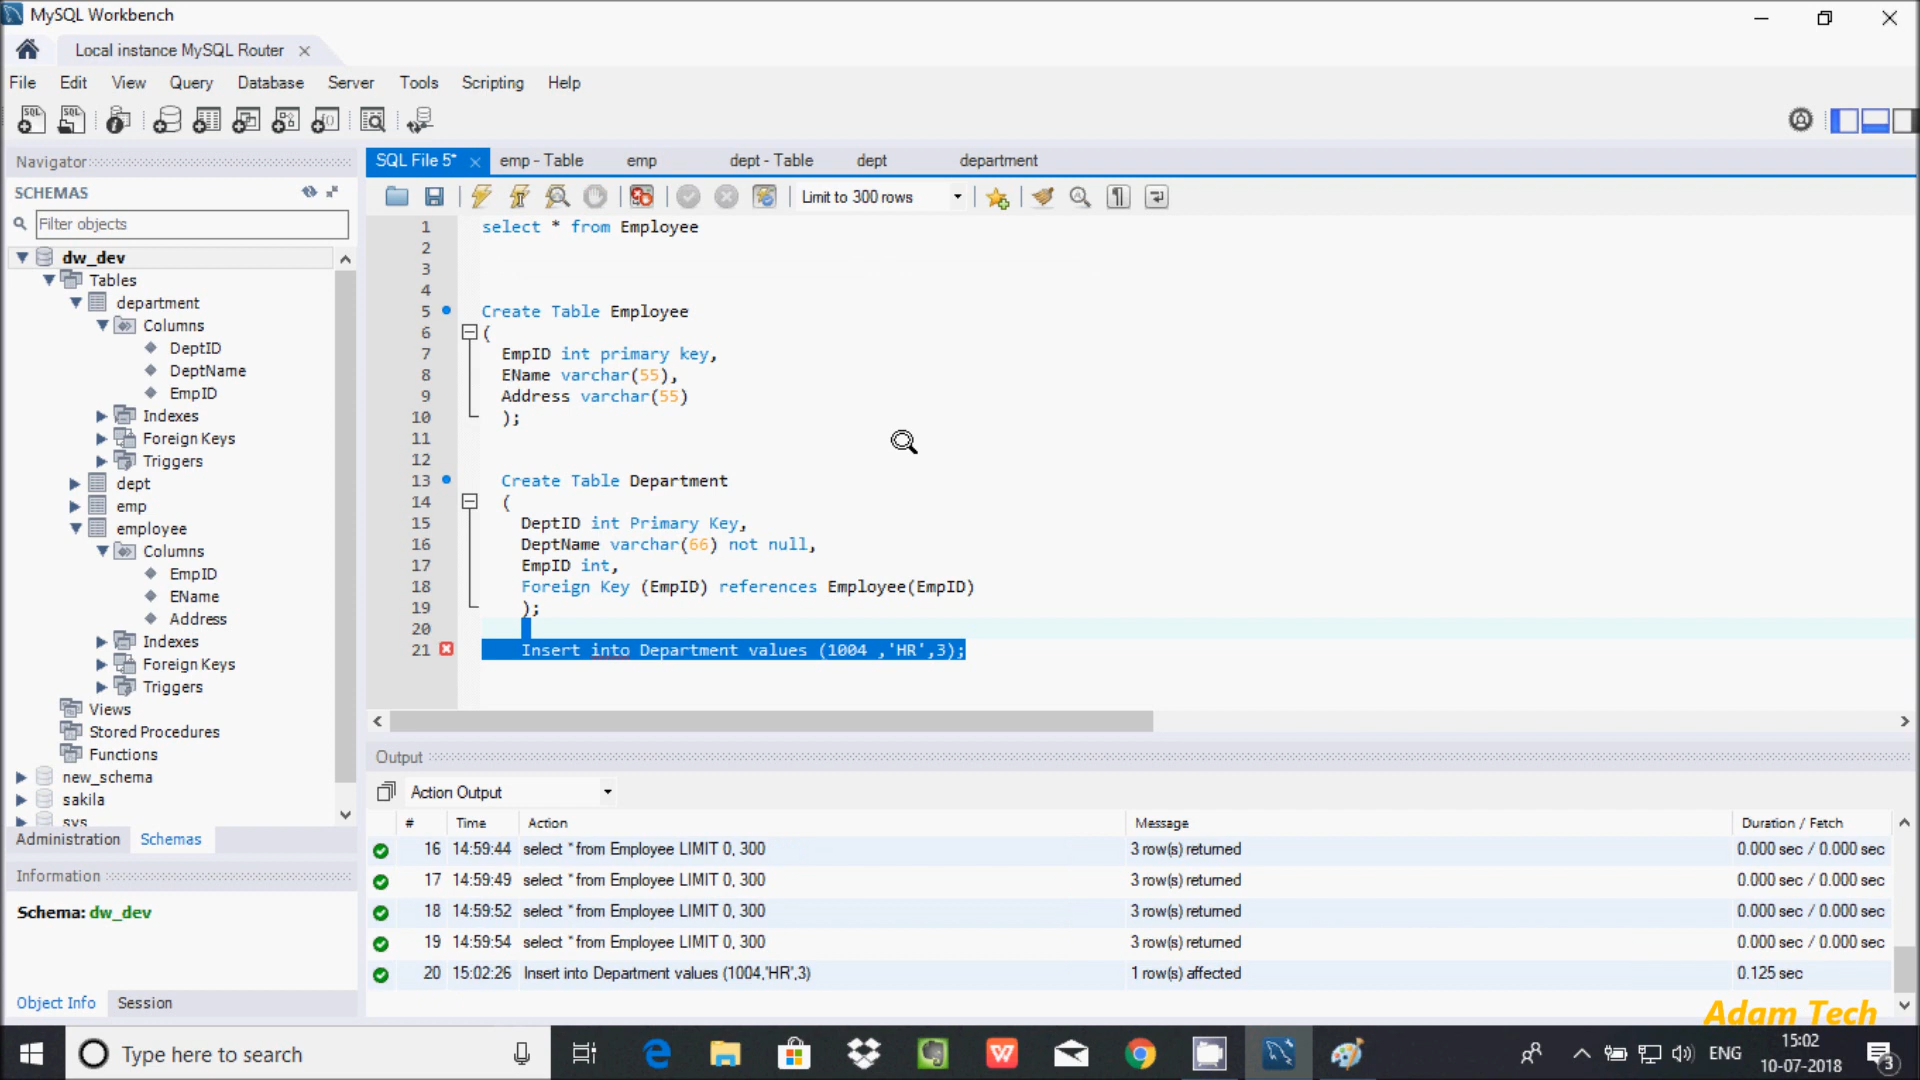 MySQL Workbench
Local instance MySQL Router
File Edit View Query Database Server Tools Scripting Help
Navigator
SQL File 5* emp - Table emp dept - Table dept department
SCHEMAS
Limit to 300 rows
Filter objects
dw_dev
Tables
department
Columns
DeptID
DeptName
EmpID
Indexes
Foreign Keys
Triggers
dept
emp
employee
Columns
EmpID
EName
Address
Indexes
Foreign Keys
Triggers
Views
Stored Procedures
Functions
new_schema
sakila
sys
Administration Schemas
Information
Schema: dw_dev
Object Info Session
1 select * from Employee
2
3
4
5 Create Table Employee
6 (
7 EmpID int primary key,
8 EName varchar(55),
9 Address varchar(55)
10 );
11
12
13 Create Table Department
14 (
15 DeptID int Primary Key,
16 DeptName varchar(66) not null,
17 EmpID int,
18 Foreign Key (EmpID) references Employee(EmpID)
19 );
20
21 Insert into Department values (1004 ,'HR',3);
Output
Action Output
# Time Action Message Duration / Fetch
16 14:59:44 select * from Employee LIMIT 0, 300 3 row(s) returned 0.000 sec / 0.000 sec
17 14:59:49 select * from Employee LIMIT 0, 300 3 row(s) returned 0.000 sec / 0.000 sec
18 14:59:52 select * from Employee LIMIT 0, 300 3 row(s) returned 0.000 sec / 0.000 sec
19 14:59:54 select * from Employee LIMIT 0, 300 3 row(s) returned 0.000 sec / 0.000 sec
20 15:02:26 Insert into Department values (1004,'HR',3) 1 row(s) affected 0.125 sec
Adam Tech
Type here to search
ENG
15:02
10-07-2018
3